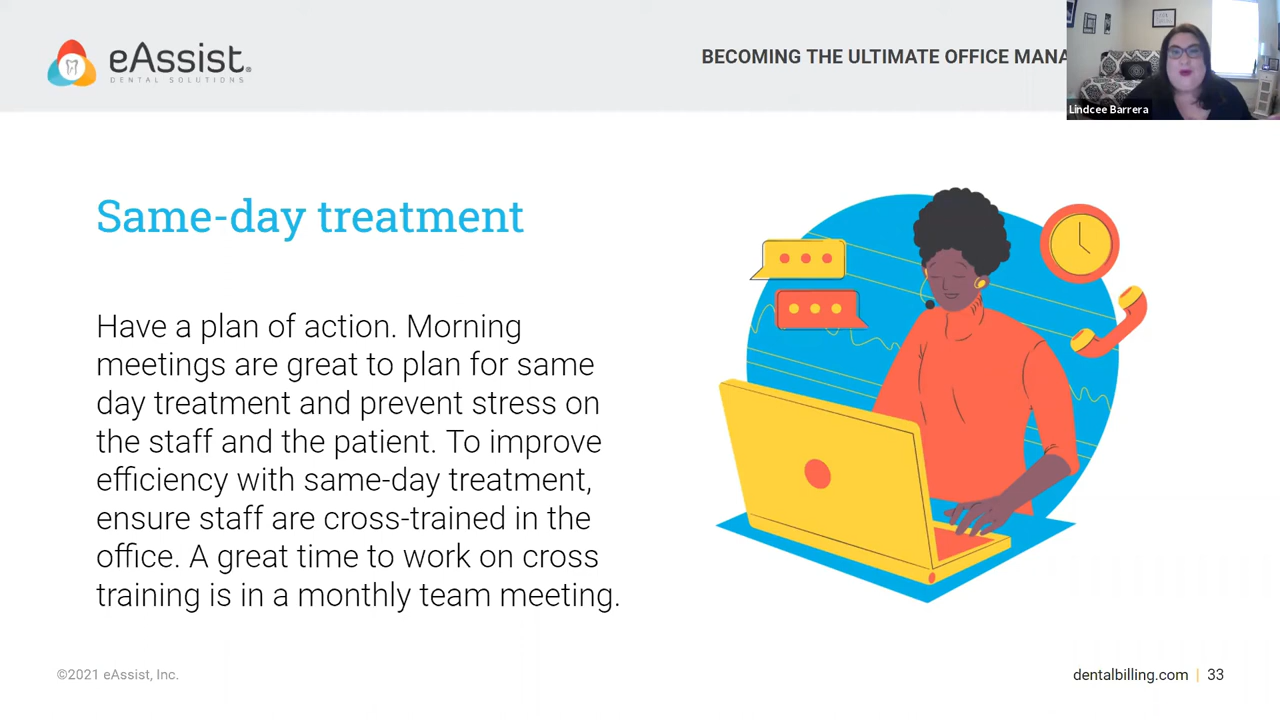 eAssist
DENTAL SOLUTIONS
BECOMING THE ULTIMATE OFFICE MANA
Lindcee Barrera
Same-day treatment
Have a plan of action. Morning
meetings are great to plan for same
day treatment and prevent stress on
the staff and the patient. To improve
efficiency with same-day treatment,
ensure staff are cross-trained in the
office. A great time to work on cross
training is in a monthly team meeting.
©2021 eAssist, Inc.
dentalbilling.com | 33